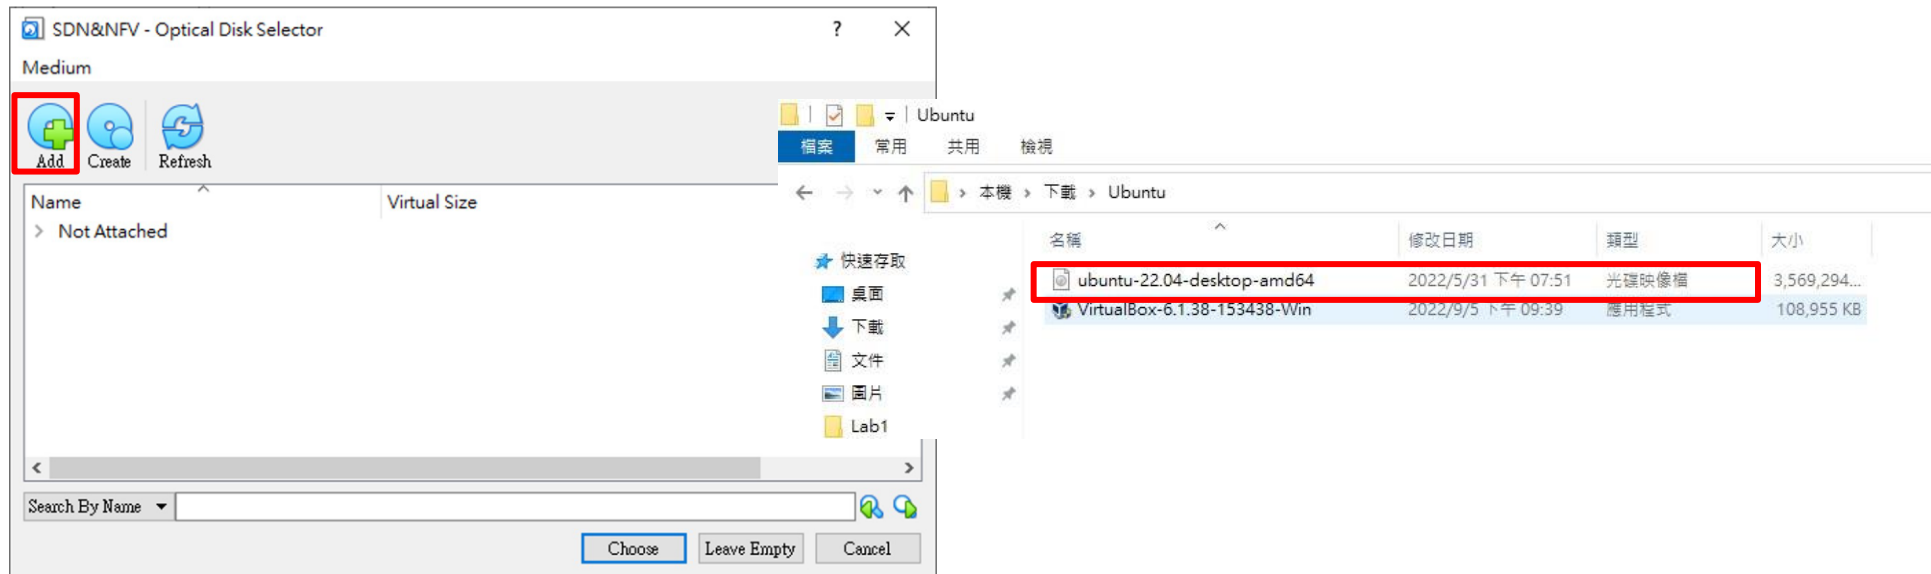 SDN&NFV - Optical Disk Selector
Medium
Add Create Refresh
Name Virtual Size
Not Attached
Search By Name
Choose Leave Empty Cancel
Ubuntu
檔案 常用 共用 檢視
本機 › 下載 › Ubuntu
名稱 修改日期 類型 大小
快速存取
桌面
下載
文件
圖片
Lab1
ubuntu-22.04-desktop-amd64 2022/5/31 下午 07:51 光碟映像檔 3,569,294...
VirtualBox-6.1.38-153438-Win 2022/9/5 下午 09:39 應用程式 108,955 KB